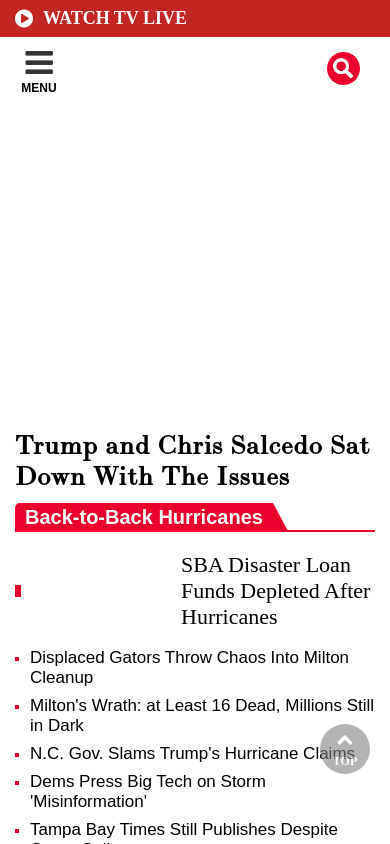 WATCH TV LIVE
MENU
Trump and Chris Salcedo Sat
Down With The Issues
Back-to-Back Hurricanes
SBA Disaster Loan
Funds Depleted After
Hurricanes
Displaced Gators Throw Chaos Into Milton
Cleanup
Milton's Wrath: at Least 16 Dead, Millions Still
in Dark
N.C. Gov. Slams Trump's Hurricane Claims
TOP
Dems Press Big Tech on Storm
'Misinformation'
Tampa Bay Times Still Publishes Despite